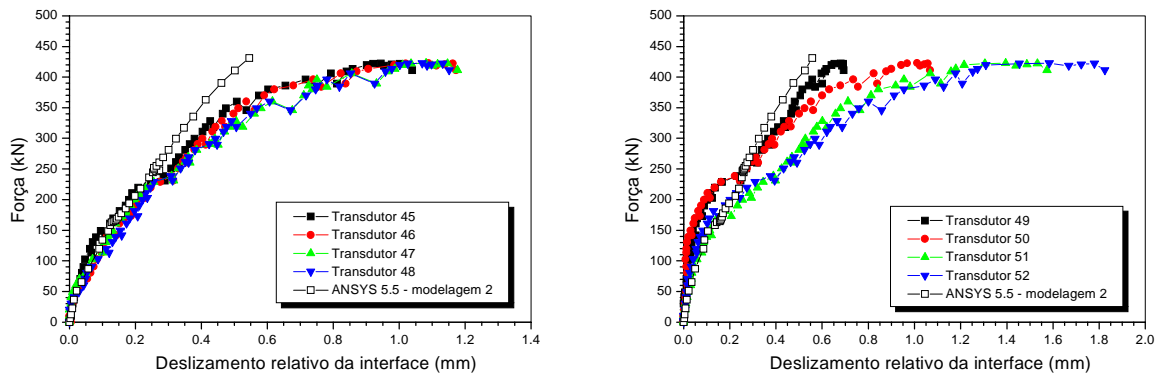 500
450
400
350
300
250
200
150
100
50
0
Força (kN)
0.0 0.2 0.4 0.6 0.8 1.0 1.2 1.4
Deslizamento relativo da interface (mm)
Transdutor 45
Transdutor 46
Transdutor 47
Transdutor 48
ANSYS 5.5 - modelagem 2
500
450
400
350
300
250
200
150
100
50
0
Força (kN)
0.0 0.2 0.4 0.6 0.8 1.0 1.2 1.4 1.6 1.8 2.0
Deslizamento relativo da interface (mm)
Transdutor 49
Transdutor 50
Transdutor 51
Transdutor 52
ANSYS 5.5 - modelagem 2